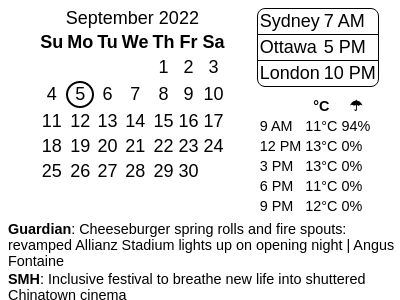 September 2022
Su Mo Tu We Th Fr Sa
1 2 3
4 5 6 7 8 9 10
11 12 13 14 15 16 17
18 19 20 21 22 23 24
25 26 27 28 29 30
Sydney 7 AM
Ottawa 5 PM
London 10 PM
°C ☂
9 AM 11°C 94%
12 PM 13°C 0%
3 PM 13°C 0%
6 PM 11°C 0%
9 PM 12°C 0%
Guardian: Cheeseburger spring rolls and fire spouts:
revamped Allianz Stadium lights up on opening night | Angus
Fontaine
SMH: Inclusive festival to breathe new life into shuttered
Chinatown cinema